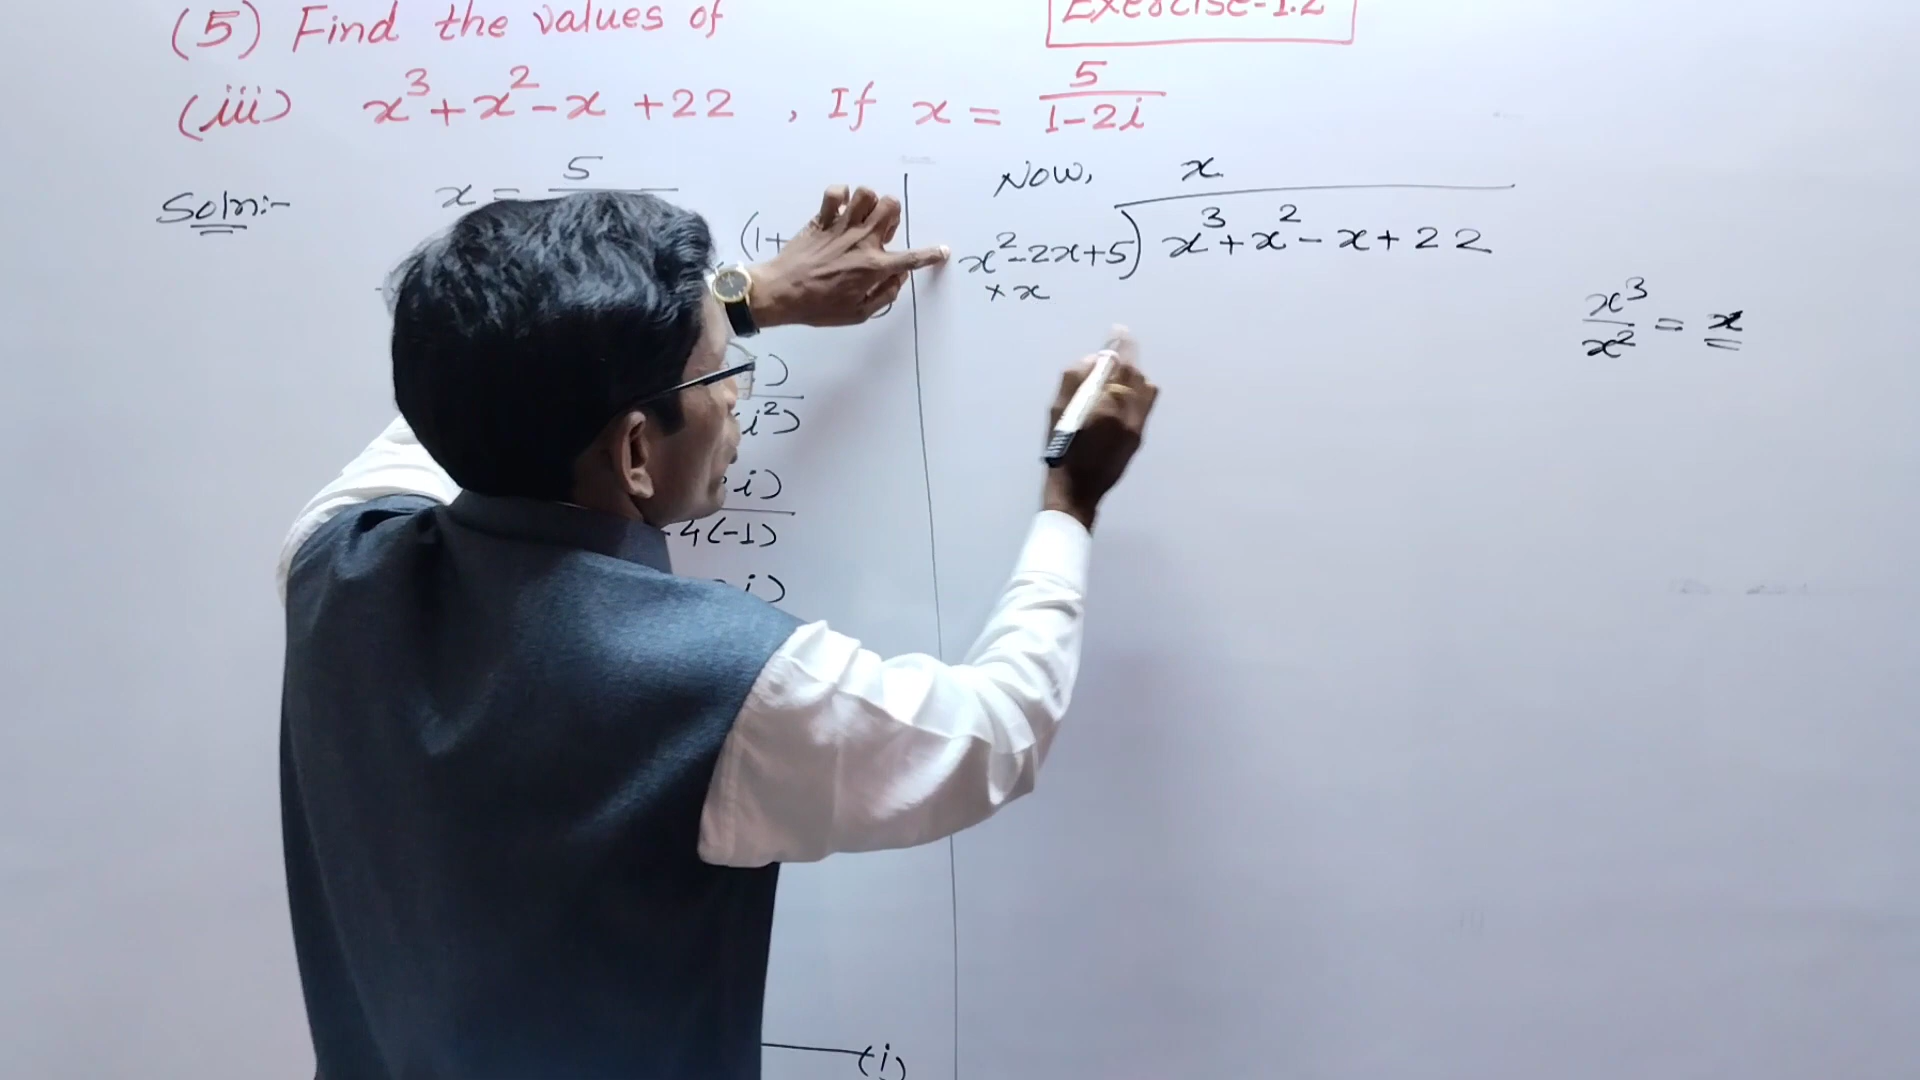 (5) Find the values of
Exercise-1.2
(iii) x³+x²-x+22 , If x = 5/(1-2i)
Soln:-
x = 5
(1+
)
i²)
i)
4(-1)
i)
(i)
Now,
x
x²-2x+5) x³+x²-x+22
×x
x³/x² = x